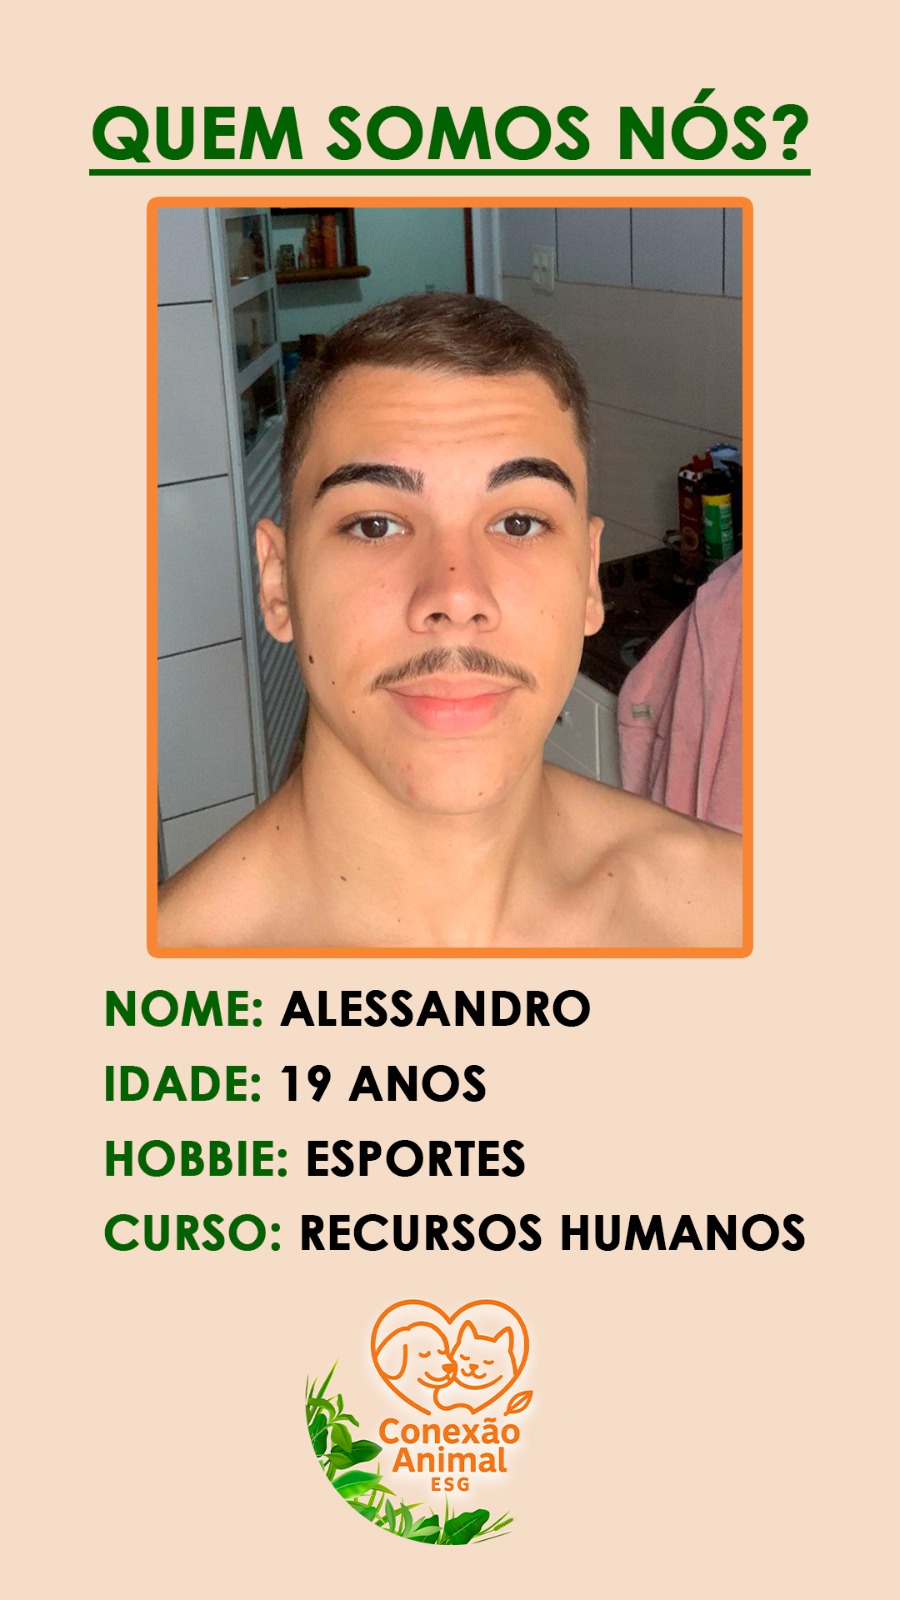 QUEM SOMOS NÓS?
NOME: ALESSANDRO
IDADE: 19 ANOS
HOBBIE: ESPORTES
CURSO: RECURSOS HUMANOS
Conexão
Animal
ESG